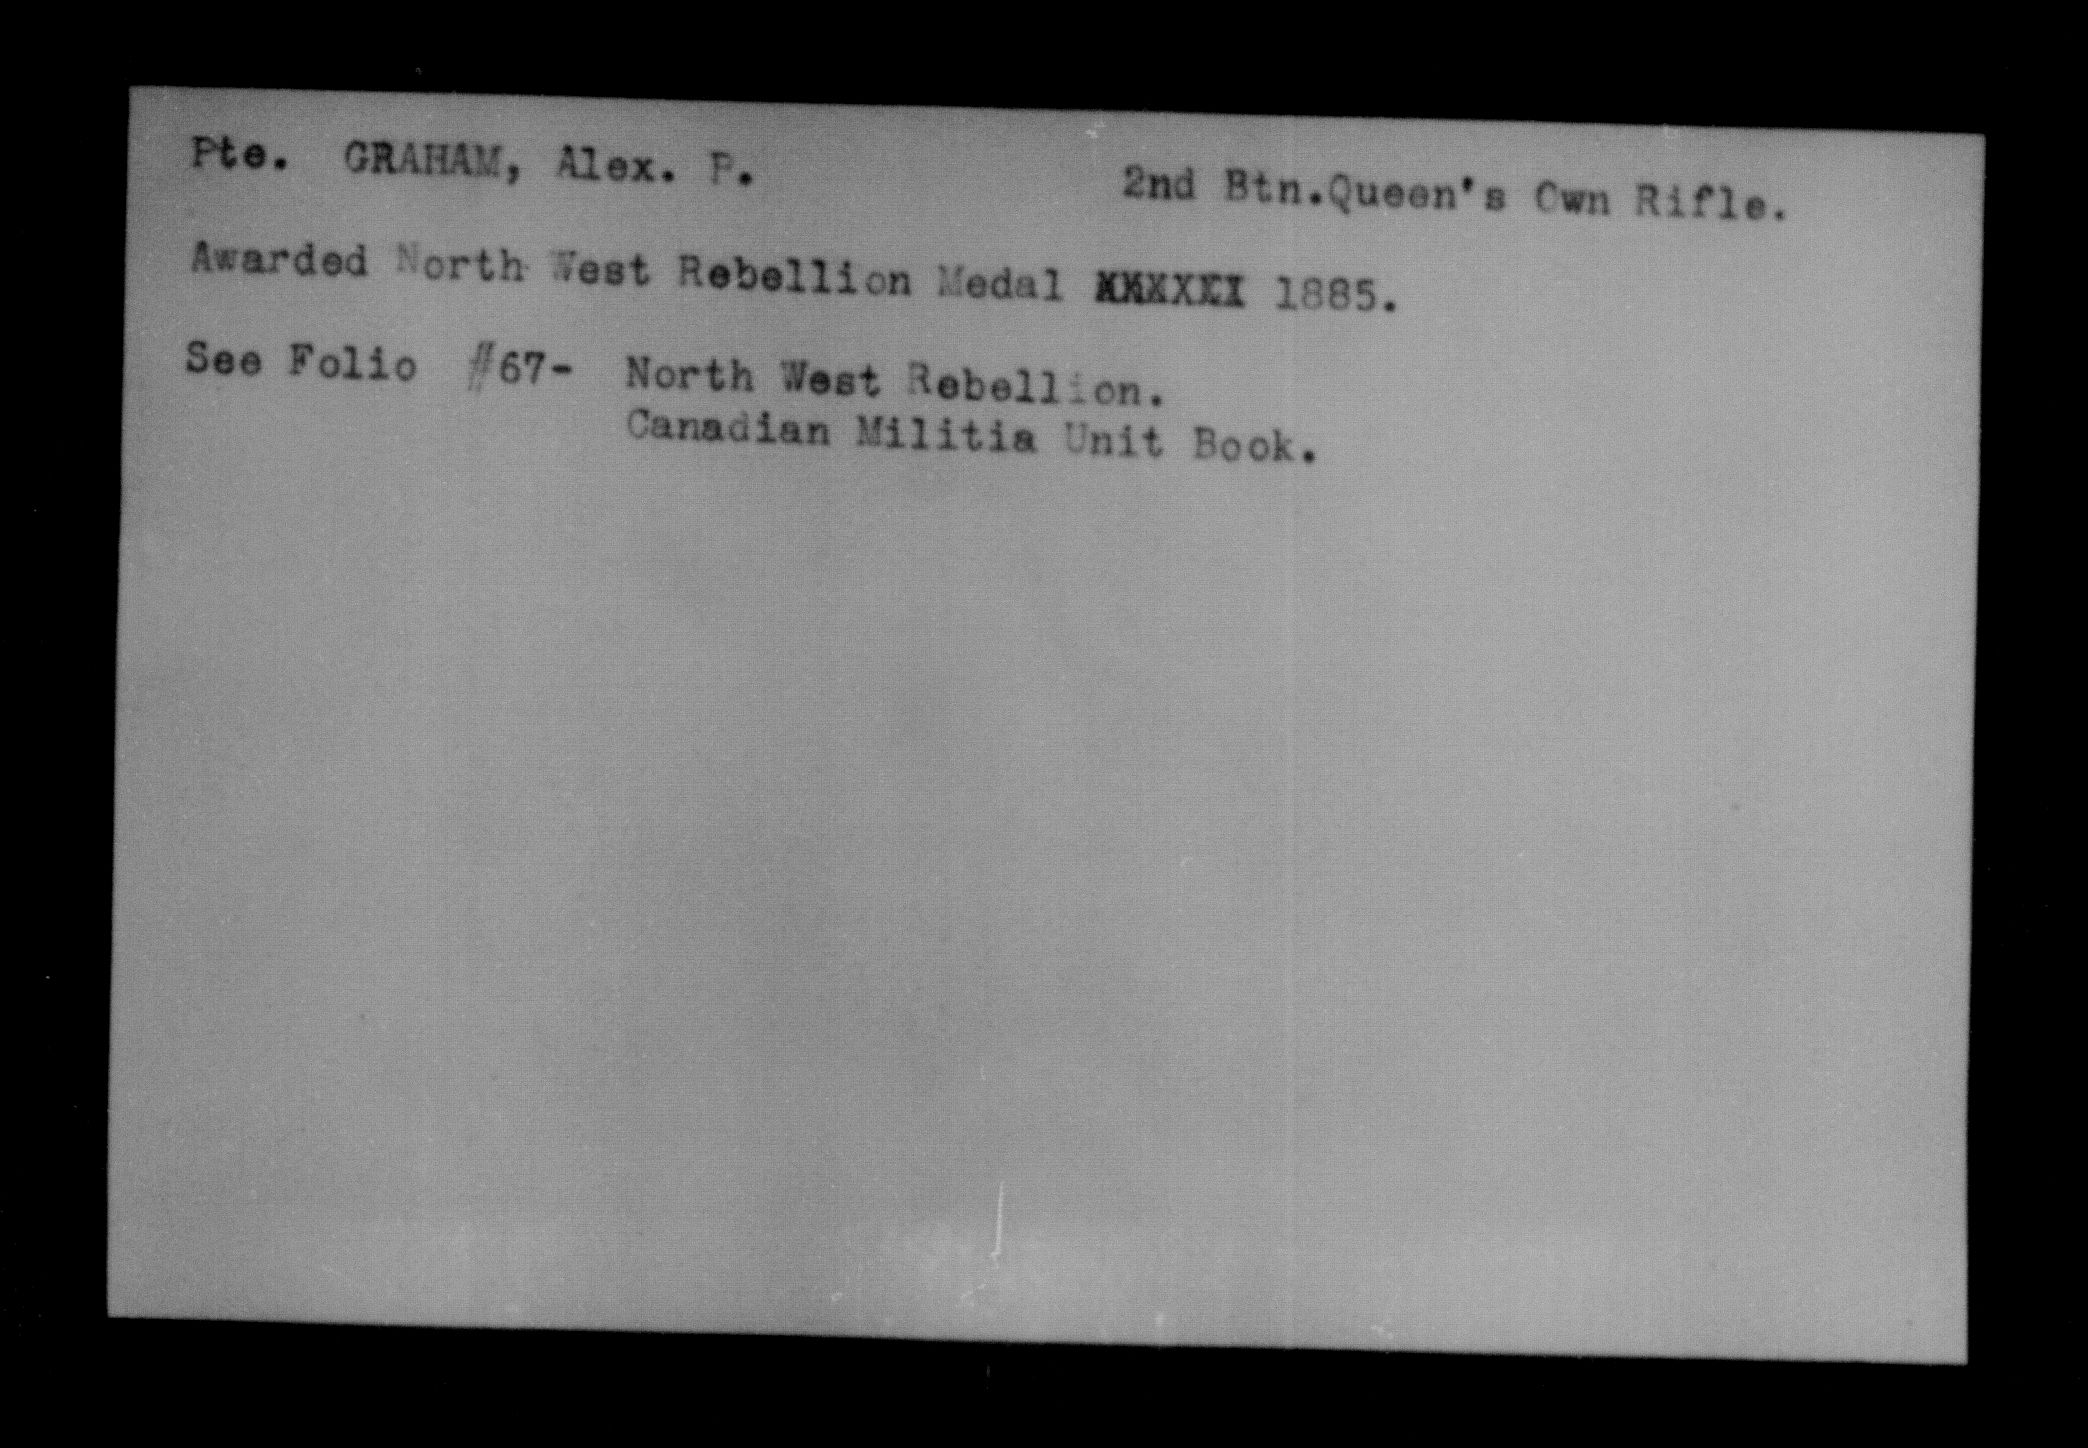 Pte. GRAHAM, Alex. P. 2nd Btn.Queen's Own Rifle.
Awarded North West Rebellion Medal 1885.
See Folio #67- North West Rebellion.
Canadian Militia Unit Book.